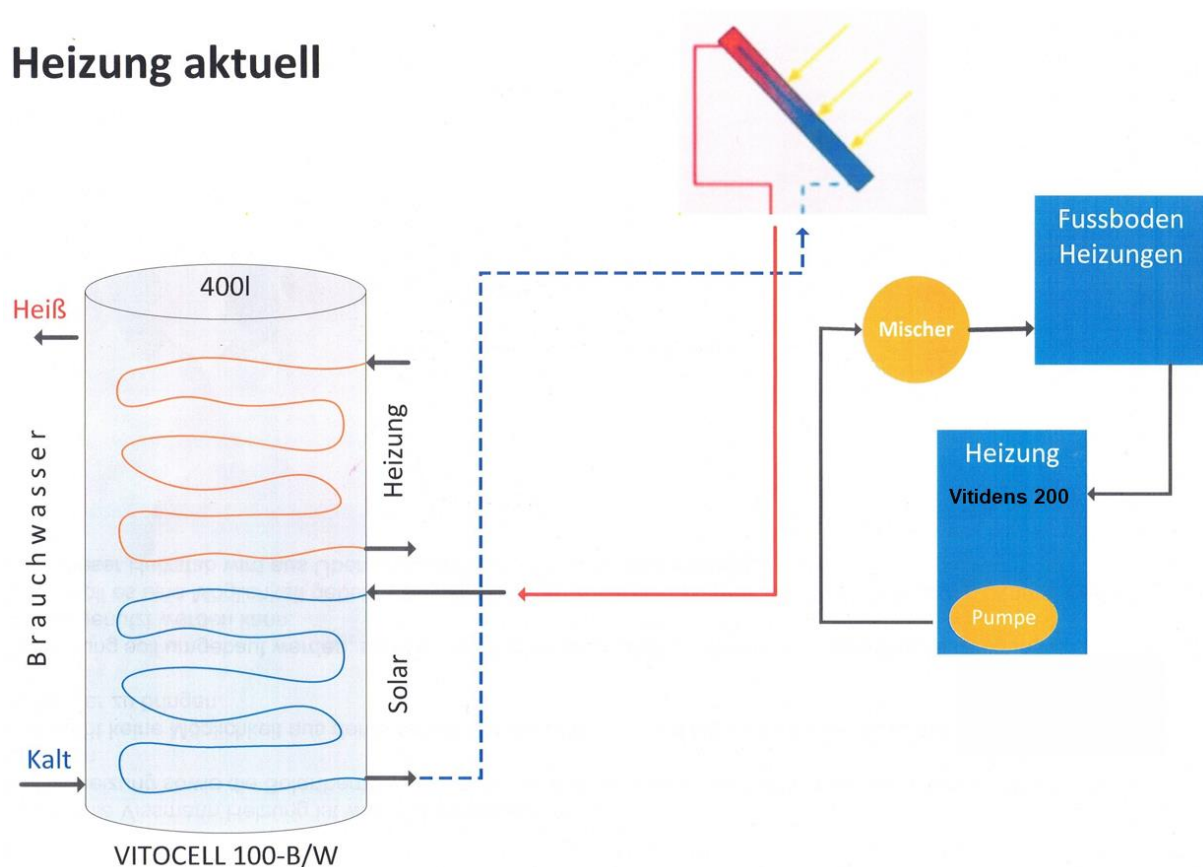 Heizung aktuell
400l
Heiß
Brauchwasser
Heizung
Solar
Kalt
VITOCELL 100-B/W
Mischer
Fussboden
Heizungen
Heizung
Vitidens 200
Pumpe